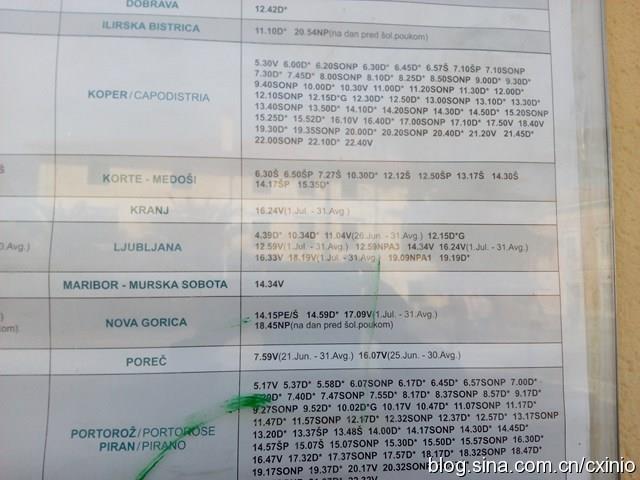 DOBRAVA
12.42D*
ILIRSKA BISTRICA
11.10D* 20.54NP(na dan pred šol.poukom)
KOPER/CAPODISTRIA
5.30V 6.00D* 6.20SONP 6.30D* 6.45D* 6.57Š 7.10ŠP 7.10SONP
7.30D* 7.45D* 8.00SONP 8.10D* 8.25D* 8.50SONP 9.00D* 9.30D*
9.40SONP 10.00D* 10.30V 11.00D* 11.20SONP 11.30D* 12.00D*
12.10SONP 12.15D*G 12.30D* 12.50D* 13.00SONP 13.10D* 13.30D*
13.40SONP 13.50D* 14.10D* 14.20SONP 14.30D* 14.50D* 15.20SONP
15.25D* 15.52D* 16.10V 16.40D* 17.00SONP 17.10D* 17.50V 18.40V
19.30D* 19.35SONP 20.00D* 20.20SONP 20.40D* 21.20V 21.45D*
22.00SONP 22.10D* 22.40V
KORTE - MEDOŠI
6.30Š 6.50ŠP 7.27Š 10.30D* 12.12Š 12.50ŠP 13.17Š 14.30Š
14.17ŠP 15.35D*
KRANJ
16.24V(1.Jul. - 31.Avg.)
0.Avg.)
LJUBLJANA
4.39D* 10.34D* 11.04V(26.Jun. - 31.Avg.) 12.15D*G
12.59V(1.Jul. - 31.Avg.) 12.59NPA3 14.34V 16.24V(1.Jul. - 31.Avg.)
16.33V 18.19V(1.Jul. - 31.Avg.) 19.09NPA1 19.19D*
MARIBOR - MURSKA SOBOTA
14.34V
NOVA GORICA
14.15PE/Š 14.59D* 17.09V(1.Jul. - 31.Avg.)
18.45NP(na dan pred šol.poukom)
POREČ
7.59V(21.Jun. - 31.Avg.) 16.07V(25.Jun. - 30.Avg.)
PORTOROŽ/PORTOROSE
PIRAN/PIRANO
5.17V 5.37D* 5.58D* 6.07SONP 6.17D* 6.45D* 6.57SONP 7.00D*
7.40D* 7.47SONP 7.55D* 8.17D* 8.37SONP 8.57D* 9.17D*
9.27SONP 9.52D* 10.02D*G 10.17V 10.47D* 11.07SONP 11.17D*
11.47D* 11.57SONP 12.17D* 12.32SONP 12.37D* 12.57D* 13.17SONP
13.20D* 13.37ŠP 13.48Š 14.00D* 14.17SONP 14.30D* 14.45D*
14.57ŠP 15.07Š 15.07SONP 15.30D* 15.50D* 15.57SONP 16.30D*
16.47V 17.32D* 17.37SONP 17.57D* 18.17D* 18.32SONP 18.47D*
19.17SONP 19.37D* 20.17V 20.32SONP
blog.sina.com.cn/cxinio